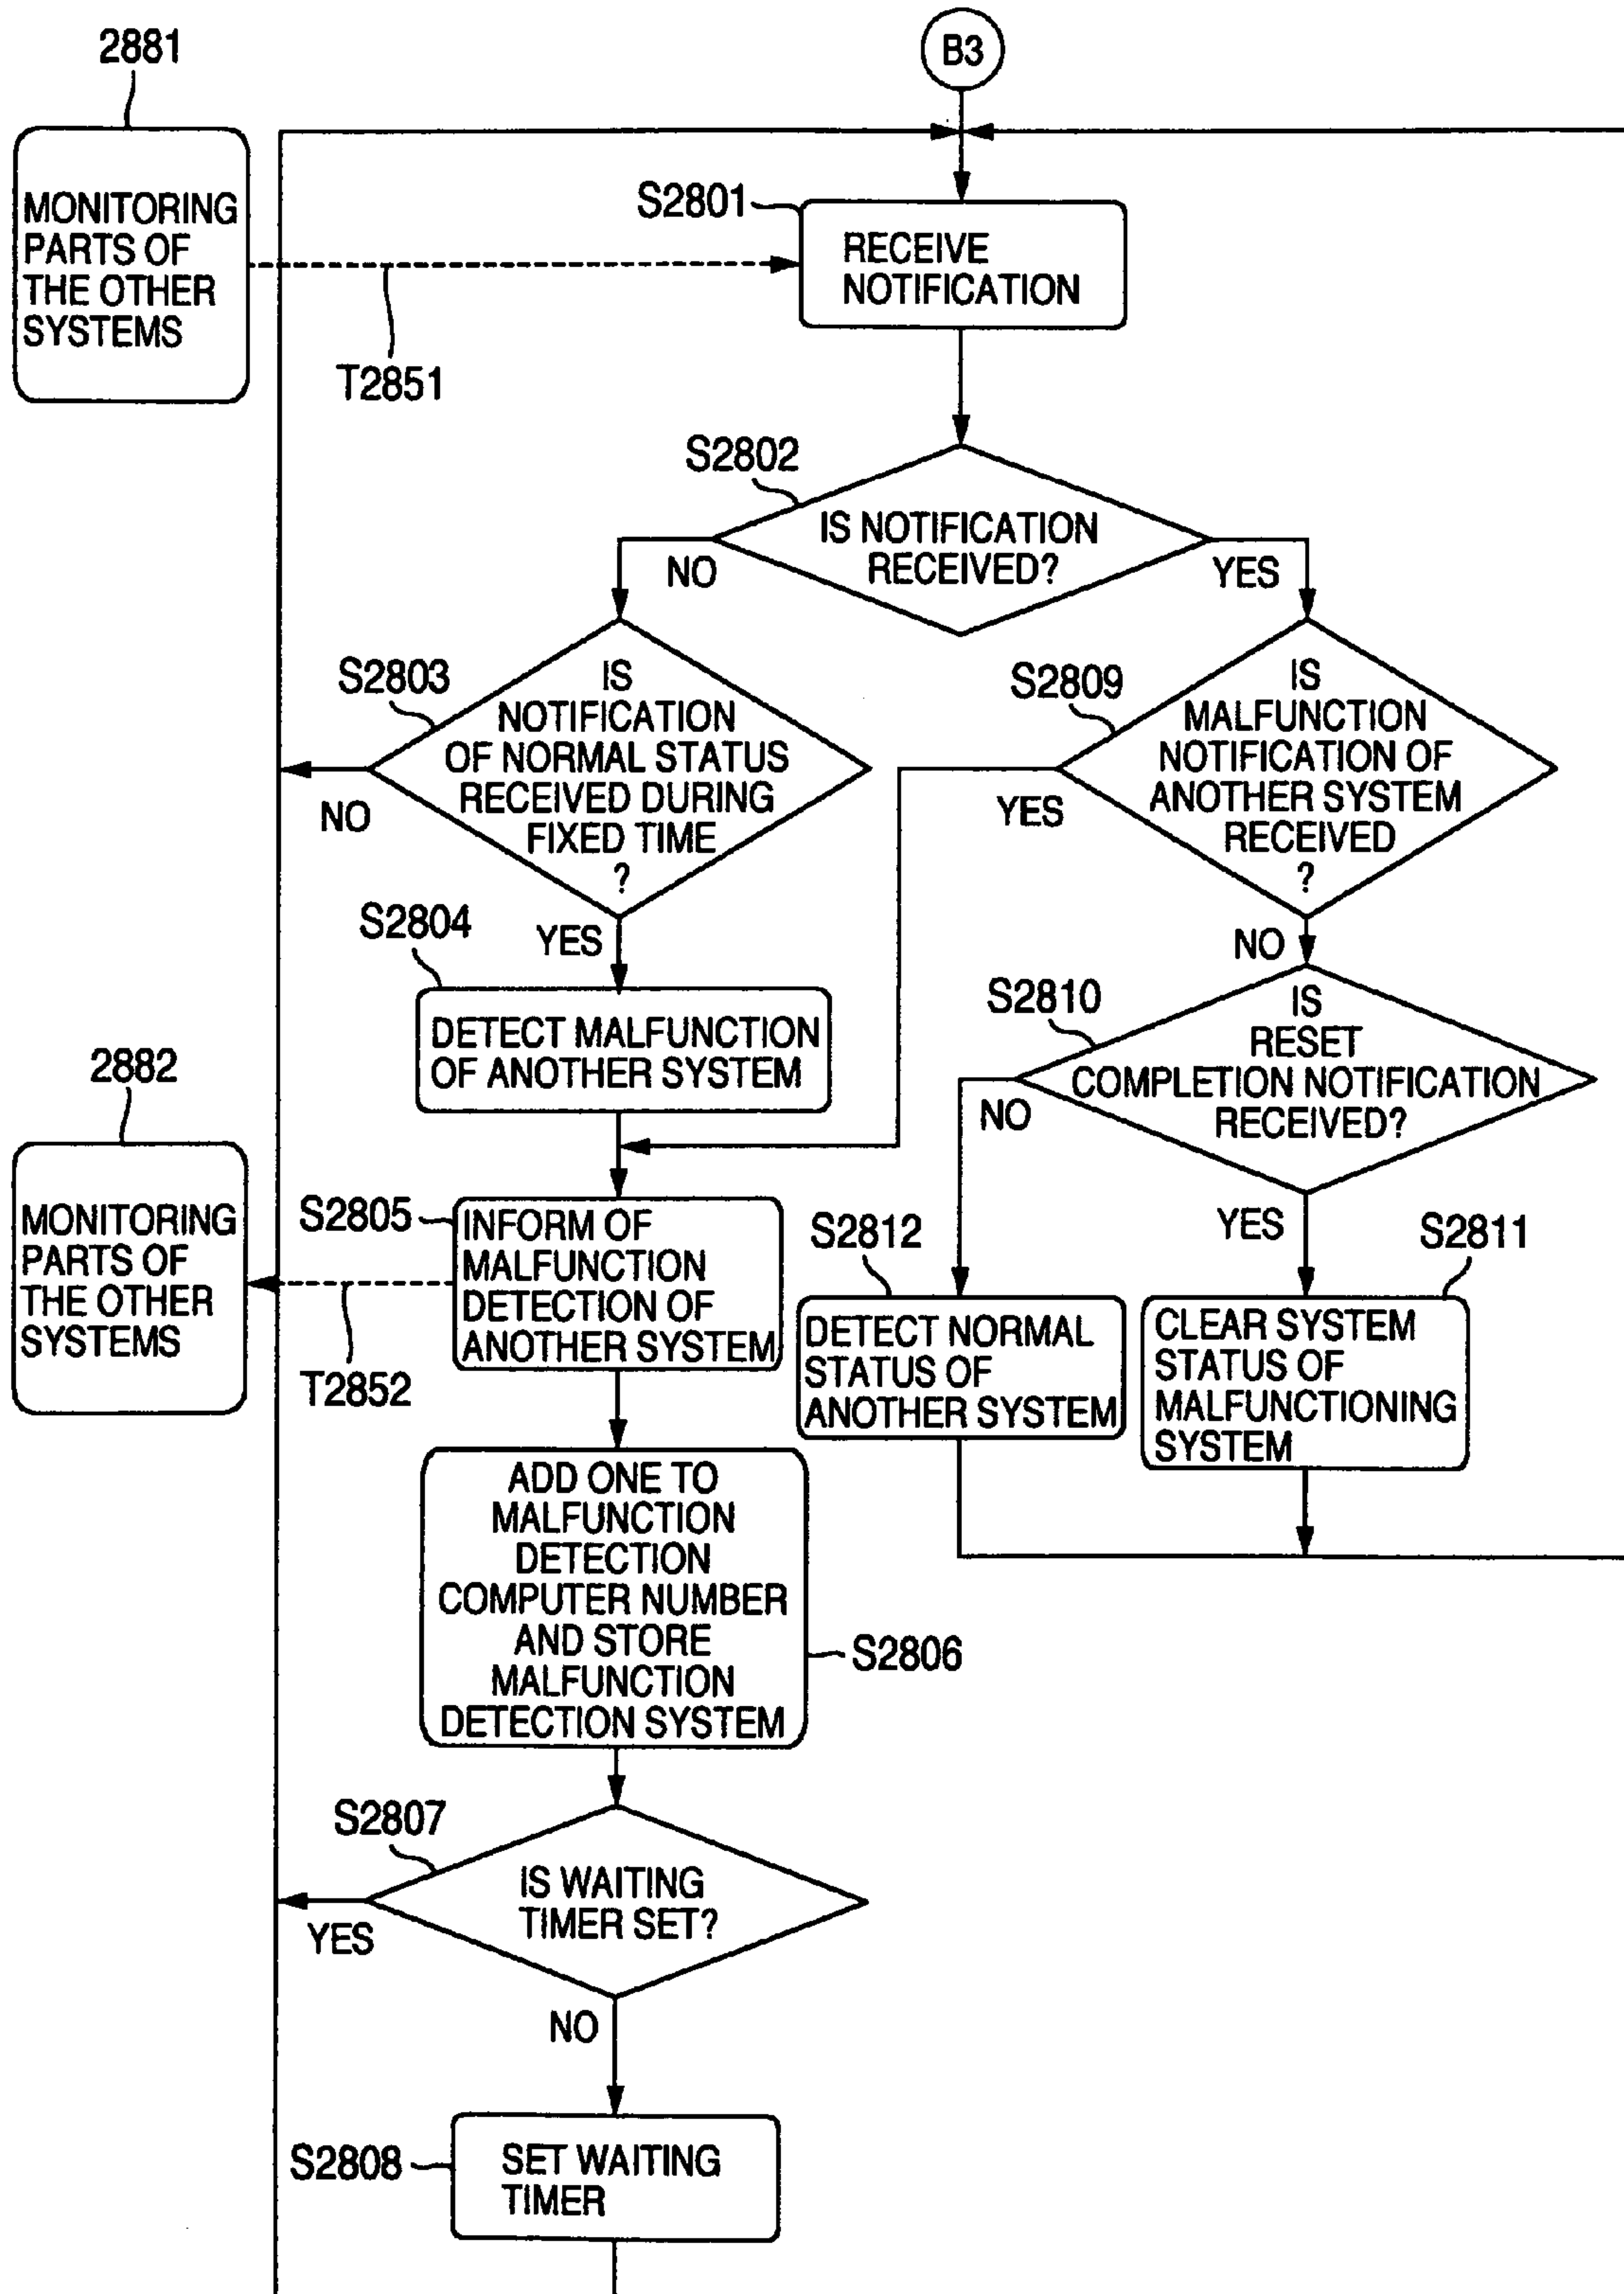 2881
B3
MONITORING
PARTS OF
THE OTHER
SYSTEMS
S2801
RECEIVE
NOTIFICATION
T2851
S2802
IS NOTIFICATION
RECEIVED?
NO
YES
S2803
IS
NOTIFICATION
OF NORMAL STATUS
RECEIVED DURING
FIXED TIME
?
NO
YES
S2809
IS
MALFUNCTION
NOTIFICATION OF
ANOTHER SYSTEM
RECEIVED
?
YES
NO
S2804
DETECT MALFUNCTION
OF ANOTHER SYSTEM
S2810
IS
RESET
COMPLETION NOTIFICATION
RECEIVED?
NO
YES
2882
MONITORING
PARTS OF
THE OTHER
SYSTEMS
S2805
INFORM OF
MALFUNCTION
DETECTION OF
ANOTHER SYSTEM
T2852
S2812
DETECT NORMAL
STATUS OF
ANOTHER SYSTEM
S2811
CLEAR SYSTEM
STATUS OF
MALFUNCTIONING
SYSTEM
ADD ONE TO
MALFUNCTION
DETECTION
COMPUTER NUMBER
AND STORE
MALFUNCTION
DETECTION SYSTEM
S2806
S2807
IS WAITING
TIMER SET?
YES
NO
S2808
SET WAITING
TIMER